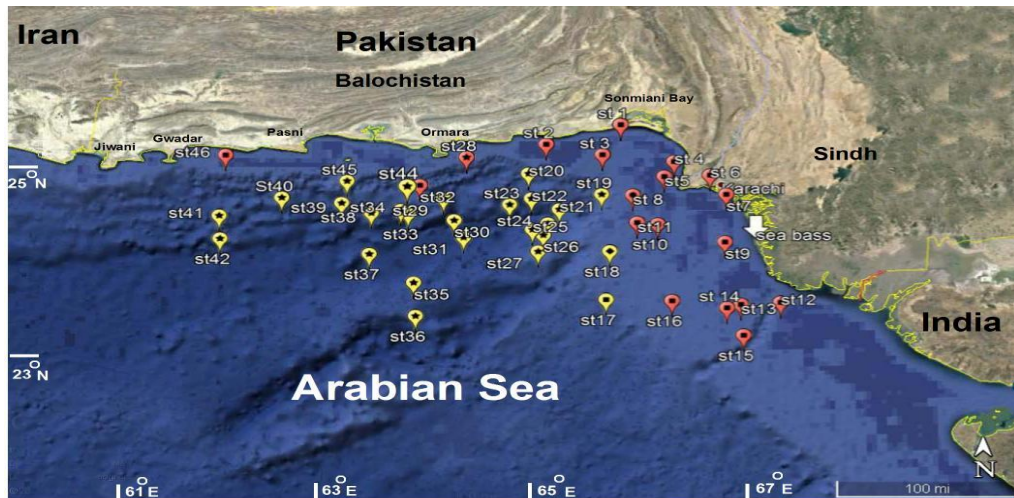 Iran
Pakistan
Balochistan
Sonmiani Bay
st 1
Jiwani
Gwadar
Pasni
Ormara
st 2
st 3
st46
st28
st 4
Sindh
25 °N
st45
st44
st20
st5
st 6
Karachi
St40
st39
st38
st34
st32
st23
st22
st19
st 8
st7
st41
st29
st24
st21
st33
st30
st25
st11
sea bass
st42
st31
st26
st10
st9
st37
st27
st18
st35
st17
st16
st 14
st13
st12
India
st36
st15
23 °N
Arabian Sea
N
61 °E
63 °E
65 °E
67 °E
100 mi